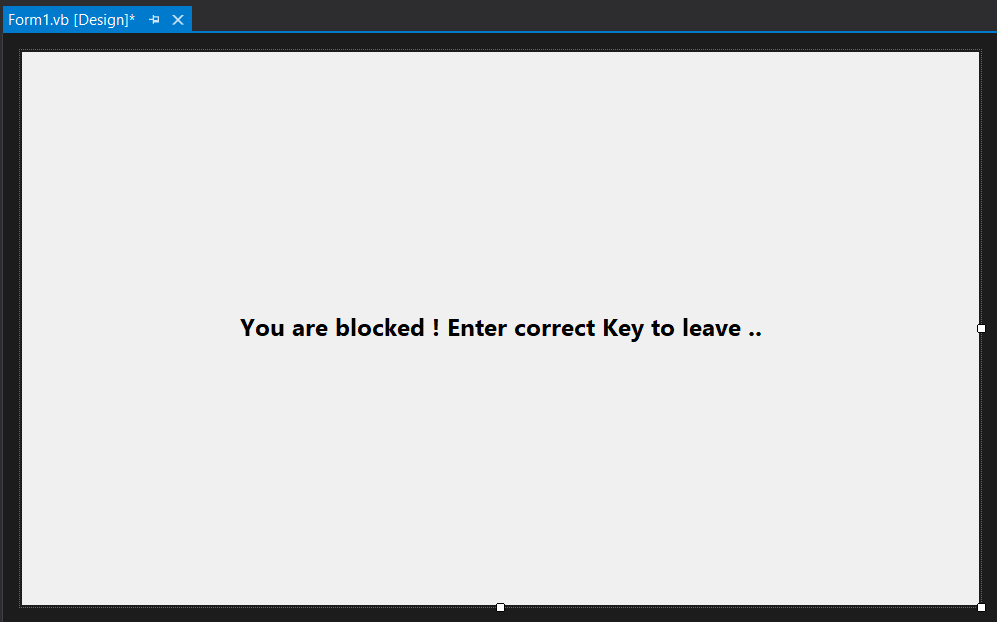 Form1.vb [Design]*
You are blocked ! Enter correct Key to leave ..